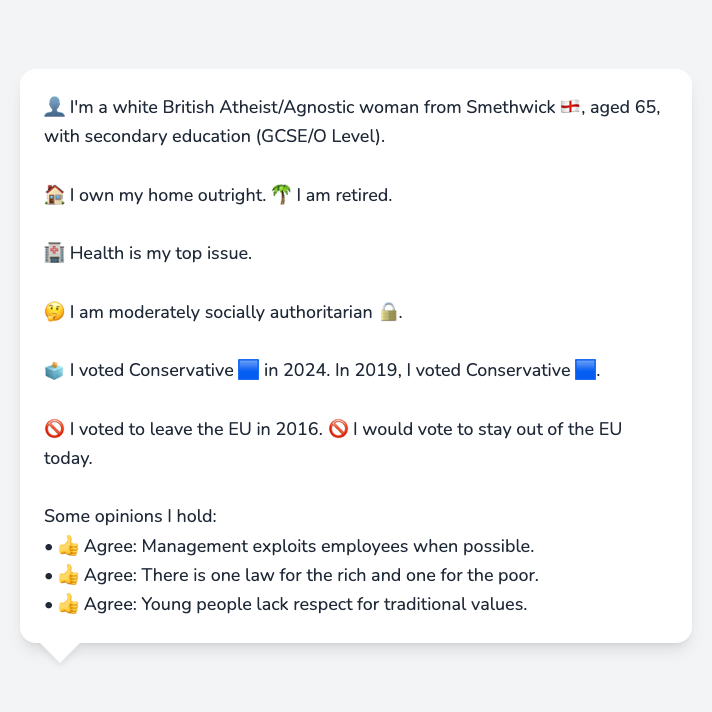 👤 I'm a white British Atheist/Agnostic woman from Smethwick 🏴󠁧󠁢󠁥󠁮󠁧󠁿, aged 65,
with secondary education (GCSE/O Level).
🏠 I own my home outright. 🌴 I am retired.
🏥 Health is my top issue.
🤔 I am moderately socially authoritarian 🔒.
🗳️ I voted Conservative 🟦 in 2024. In 2019, I voted Conservative 🟦.
🚫 I voted to leave the EU in 2016. 🚫 I would vote to stay out of the EU
today.
Some opinions I hold:
• 👍 Agree: Management exploits employees when possible.
• 👍 Agree: There is one law for the rich and one for the poor.
• 👍 Agree: Young people lack respect for traditional values.